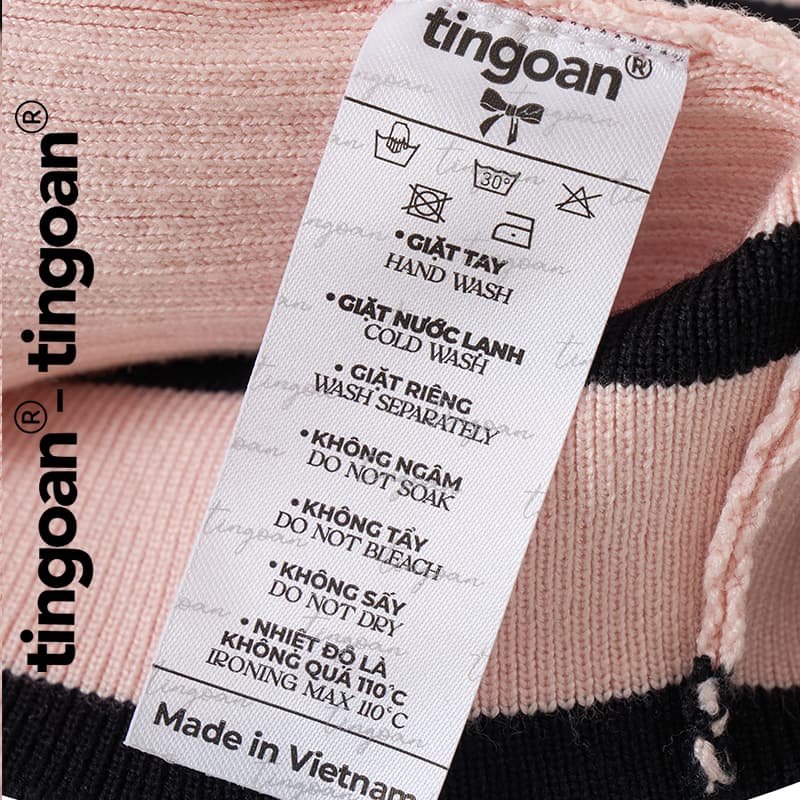 tingoan® - tingoan®
tingoan®
30°
• GIẶT TAY
HAND WASH
• GIẶT NƯỚC LẠNH
COLD WASH
• GIẶT RIÊNG
WASH SEPARATELY
• KHÔNG NGÂM
DO NOT SOAK
• KHÔNG TẨY
DO NOT BLEACH
• KHÔNG SẤY
DO NOT DRY
• NHIỆT ĐỘ LÀ
KHÔNG QUÁ 110°C
IRONING MAX 110°C
Made in Vietnam